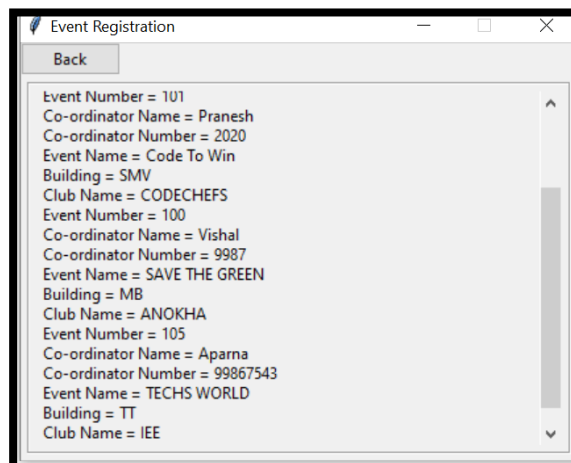 Event Registration
Back
Event Number = 101
Co-ordinator Name = Pranesh
Co-ordinator Number = 2020
Event Name = Code To Win
Building = SMV
Club Name = CODECHEFS
Event Number = 100
Co-ordinator Name = Vishal
Co-ordinator Number = 9987
Event Name = SAVE THE GREEN
Building = MB
Club Name = ANOKHA
Event Number = 105
Co-ordinator Name = Aparna
Co-ordinator Number = 99867543
Event Name = TECHS WORLD
Building = TT
Club Name = IEE